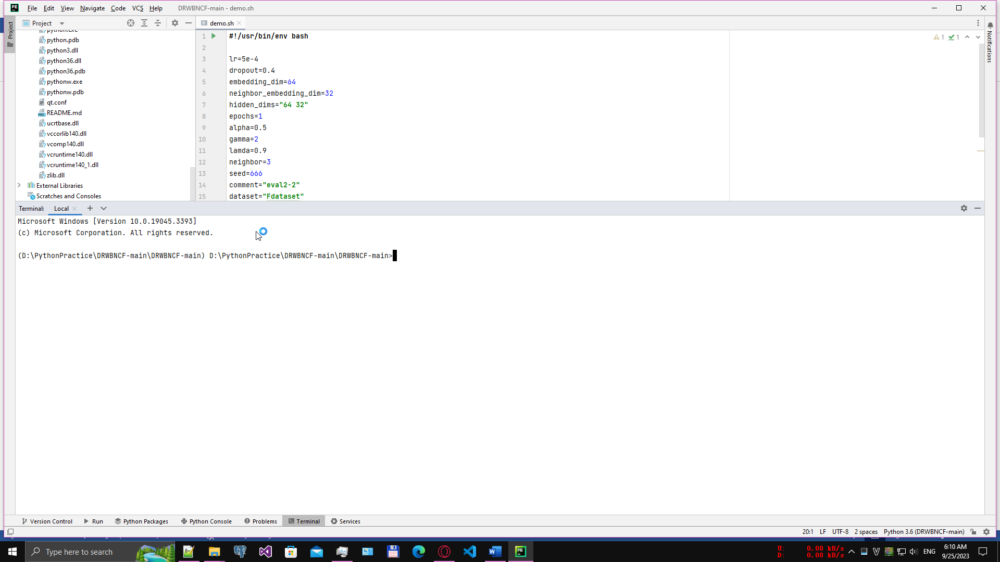 PE File Edit View Navigate Code VCS Help DRWBNCF-main - demo.sh
Project
Project
demo.sh
python.exe
python.pdb
python3.dll
python36.dll
python36.pdb
pythonw.exe
pythonw.pdb
qt.conf
README.md
ucrtbase.dll
vccorlib140.dll
vcomp140.dll
vcruntime140.dll
vcruntime140_1.dll
zlib.dll
External Libraries
Scratches and Consoles
1 #!/usr/bin/env bash
2
3 lr=5e-4
4 dropout=0.4
5 embedding_dim=64
6 neighbor_embedding_dim=32
7 hidden_dims="64 32"
8 epochs=1
9 alpha=0.5
10 gamma=2
11 lamda=0.9
12 neighbor=3
13 seed=666
14 comment="eval2-2"
15 dataset="Fdataset"
1 1
Notifications
Terminal: Local
Microsoft Windows [Version 10.0.19045.3393]
(c) Microsoft Corporation. All rights reserved.
(D:\PythonPractice\DRWBNCF-main\DRWBNCF-main) D:\PythonPractice\DRWBNCF-main\DRWBNCF-main>
Version Control Run Python Packages Python Console Problems Terminal Services
20:1 LF UTF-8 2 spaces Python 3.6 (DRWBNCF-main)
Type here to search
U: 0.00 kB/s
D: 0.00 kB/s
ENG
6:10 AM
9/25/2023